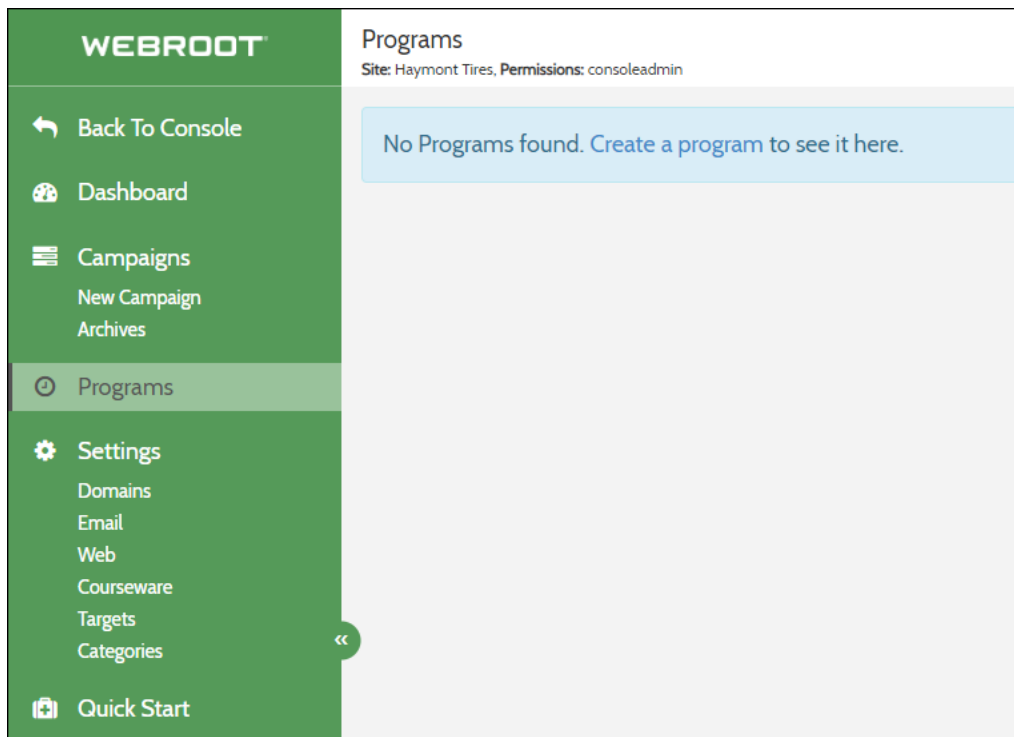 WEBROOT
Back To Console
Dashboard
Campaigns
New Campaign
Archives
Programs
Settings
Domains
Email
Web
Courseware
Targets
Categories
Quick Start
Programs
Site: Haymont Tires, Permissions: consoleadmin
No Programs found. Create a program to see it here.
«